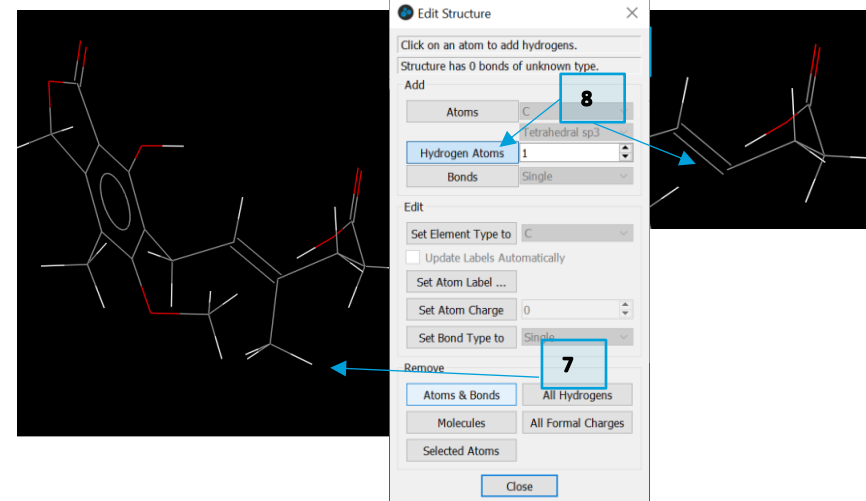 Edit Structure
Click on an atom to add hydrogens.
Structure has 0 bonds of unknown type.
Add
8
Atoms C
Tetrahedral sp3
Hydrogen Atoms 1
Bonds Single
Edit
Set Element Type to C
Update Labels Automatically
Set Atom Label ...
Set Atom Charge 0
Set Bond Type to Single
7
Remove
Atoms & Bonds All Hydrogens
Molecules All Formal Charges
Selected Atoms
Close